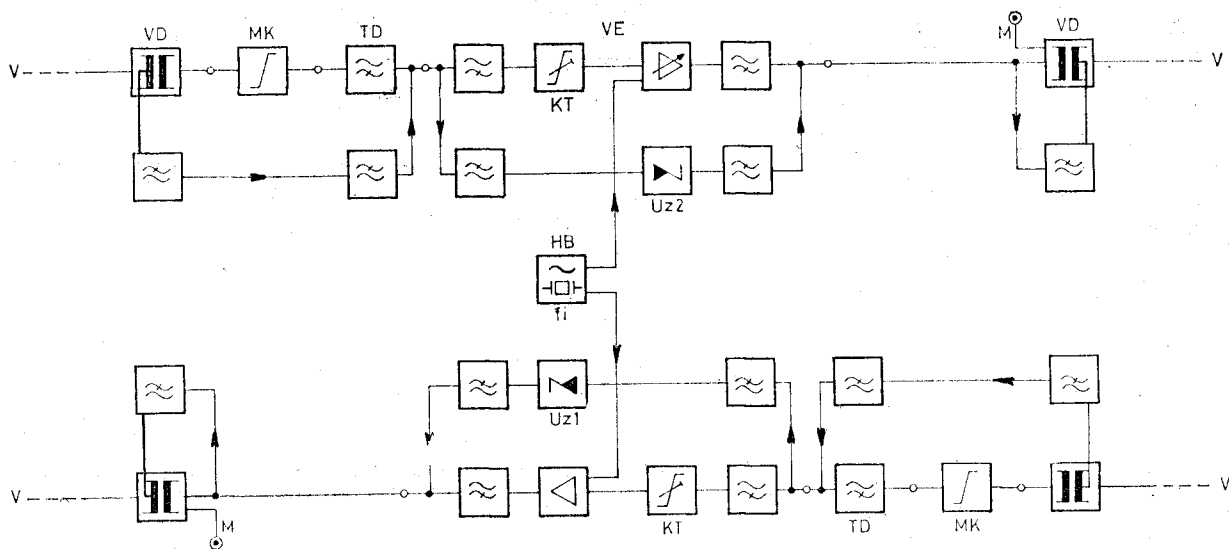 VD MK TD VE M VD
V V
KT
Uz2
HB
fi
Uz1
V V
M KT TD MK